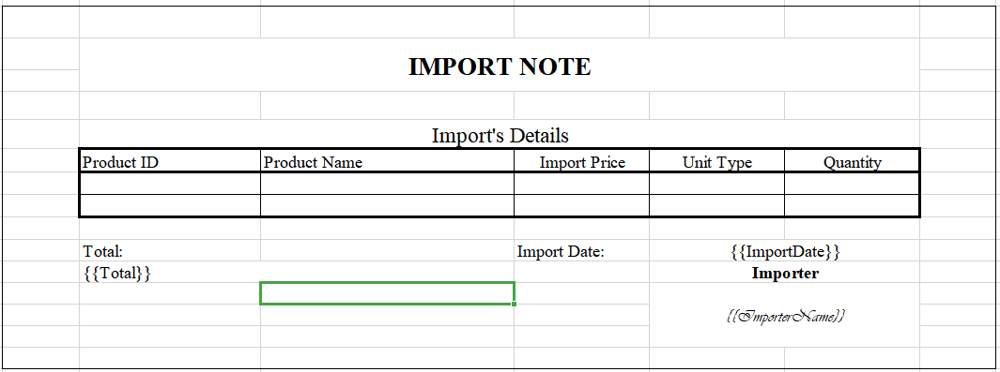 IMPORT NOTE
Import's Details
Product ID Product Name Import Price Unit Type Quantity
Total: Import Date: {{ImportDate}}
{{Total}} Importer
{{ImporterName}}